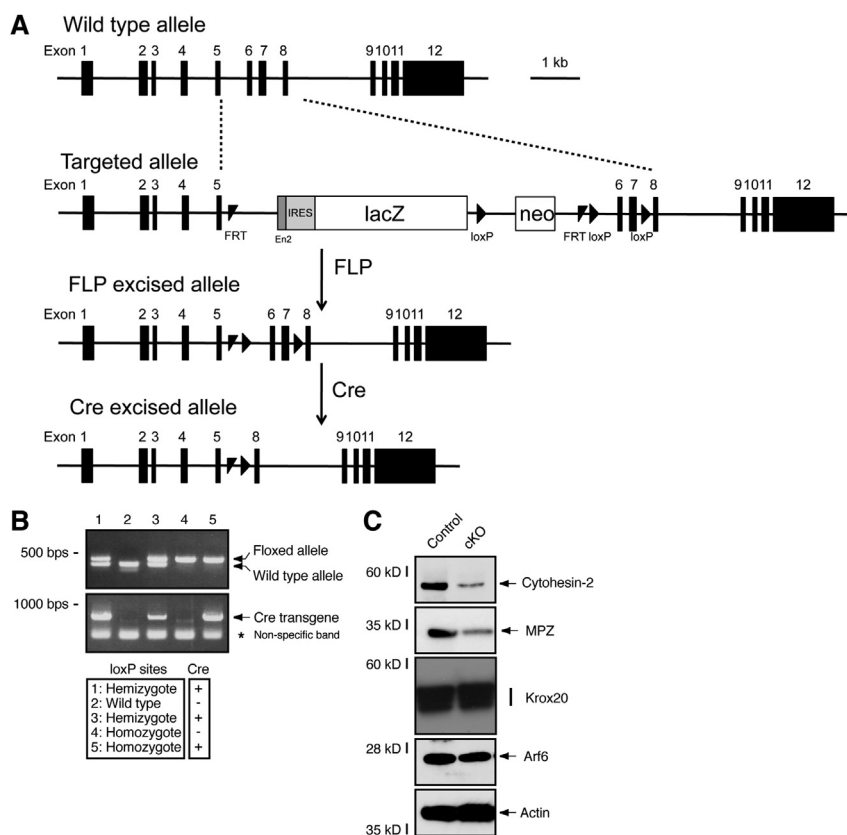 A
Wild type allele
Exon 1 2 3 4 5 6 7 8 9 10 11 12
1 kb
Targeted allele
Exon 1 2 3 4 5 6 7 8 9 10 11 12
IRES lacZ neo
FRT En2 loxP FRT loxP loxP
FLP
FLP excised allele
Exon 1 2 3 4 5 6 7 8 9 10 11 12
Cre
Cre excised allele
Exon 1 2 3 4 5 8 9 10 11 12
B
1 2 3 4 5
500 bps -
Floxed allele
Wild type allele
1000 bps -
Cre transgene
* Non-specific band
loxP sites Cre
1: Hemizygote +
2: Wild type -
3: Hemizygote +
4: Homozygote -
5: Homozygote +
C
Control cKO
60 kD
Cytohesin-2
35 kD
MPZ
60 kD
Krox20
28 kD
Arf6
Actin
35 kD